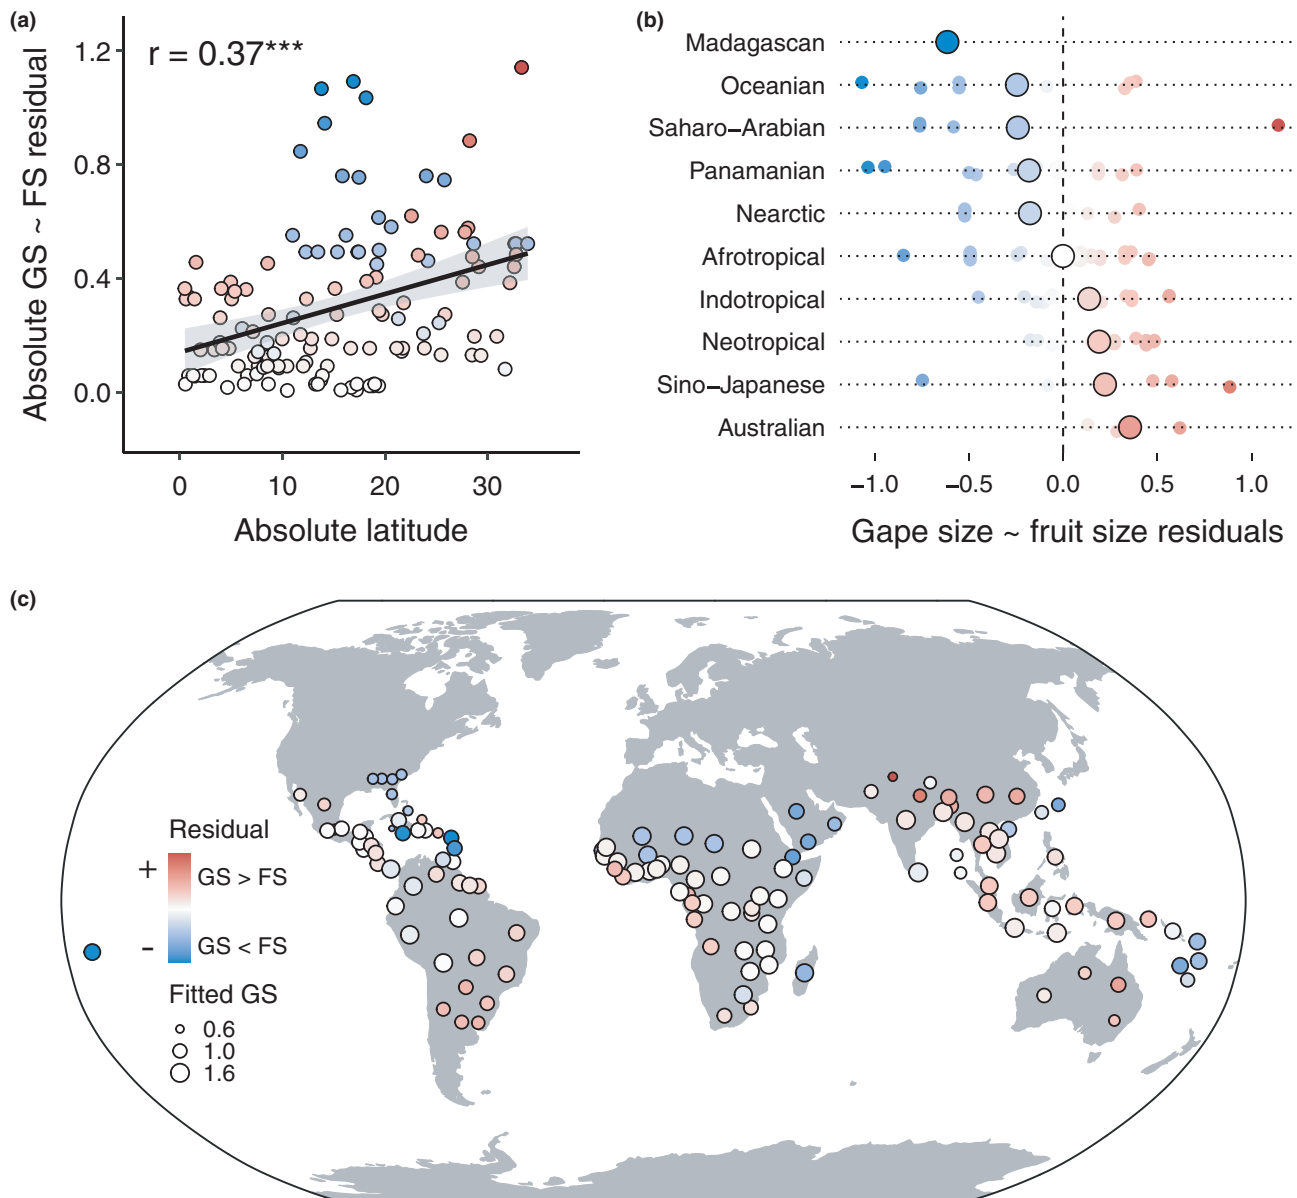 (a)
r = 0.37***
Absolute GS ~ FS residual
1.2
0.8
0.4
0.0
0 10 20 30
Absolute latitude
(b)
Madagascan
Oceanian
Saharo−Arabian
Panamanian
Nearctic
Afrotropical
Indotropical
Neotropical
Sino−Japanese
Australian
−1.0 −0.5 0.0 0.5 1.0
Gape size ~ fruit size residuals
(c)
Residual
+ GS > FS
- GS < FS
Fitted GS
0.6
1.0
1.6